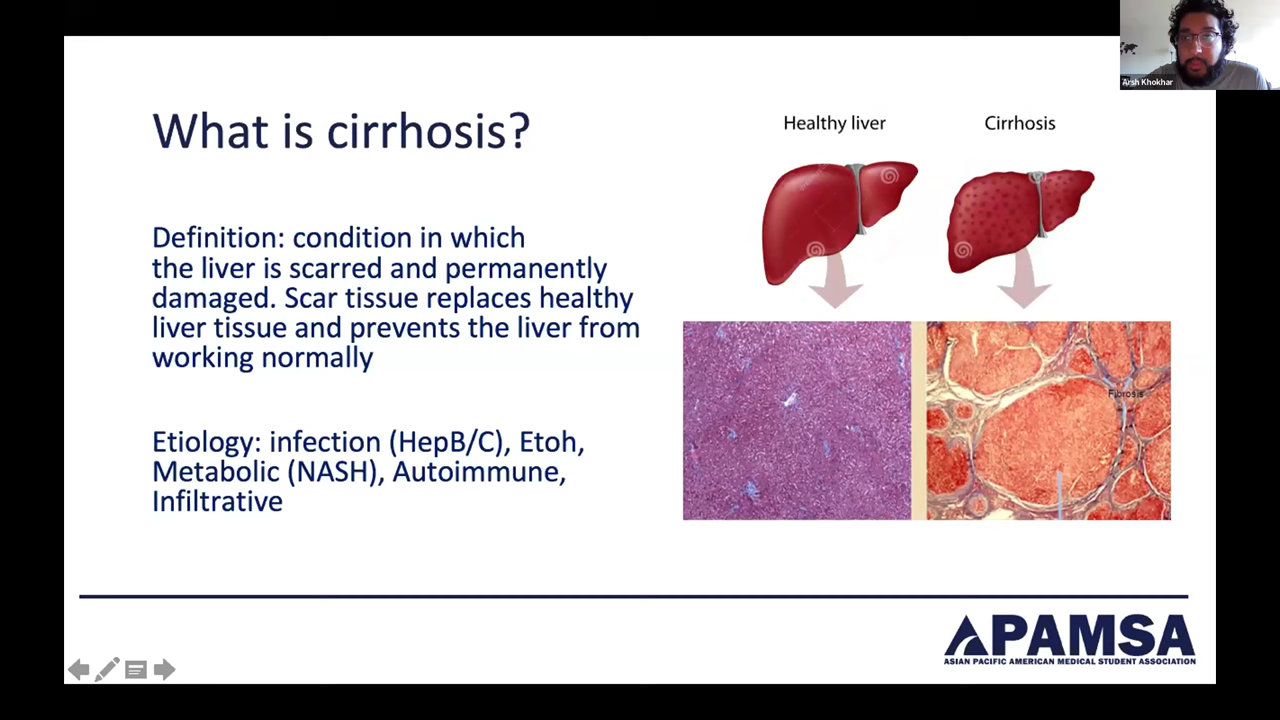 Arsh Khokhar
What is cirrhosis?
Healthy liver
Cirrhosis
Definition: condition in which
the liver is scarred and permanently
damaged. Scar tissue replaces healthy
liver tissue and prevents the liver from
working normally
Fibrosis
Etiology: infection (HepB/C), Etoh,
Metabolic (NASH), Autoimmune,
Infiltrative
APAMSA
ASIAN PACIFIC AMERICAN MEDICAL STUDENT ASSOCIATION